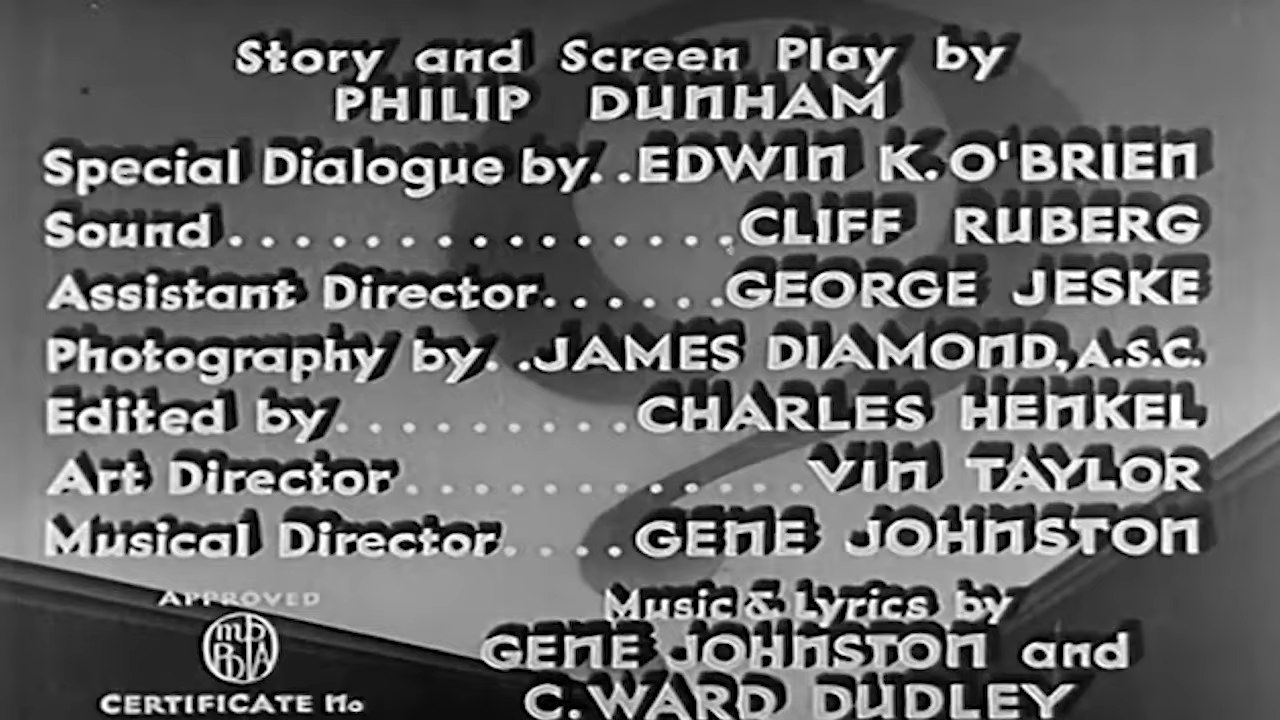 Story and Screen Play by
PHILIP DUNHAM
Special Dialogue by. .EDWIN K. O'BRIEN
Sound . . . . . . . . . . . . . . . . . . .CLIFF RUBERG
Assistant Director. . . . . . .GEORGE JESKE
Photography by. .JAMES DIAMOND, A.S.C.
Edited by. . . . . . . . . . .CHARLES HENKEL
Art Director . . . . . . . . . . . . . .VIN TAYLOR
Musical Director. . . . .GENE JOHNSTON
Music & Lyrics by
GENE JOHNSTON and
C. WARD DUDLEY
APPROVED
MPPDA
CERTIFICATE No